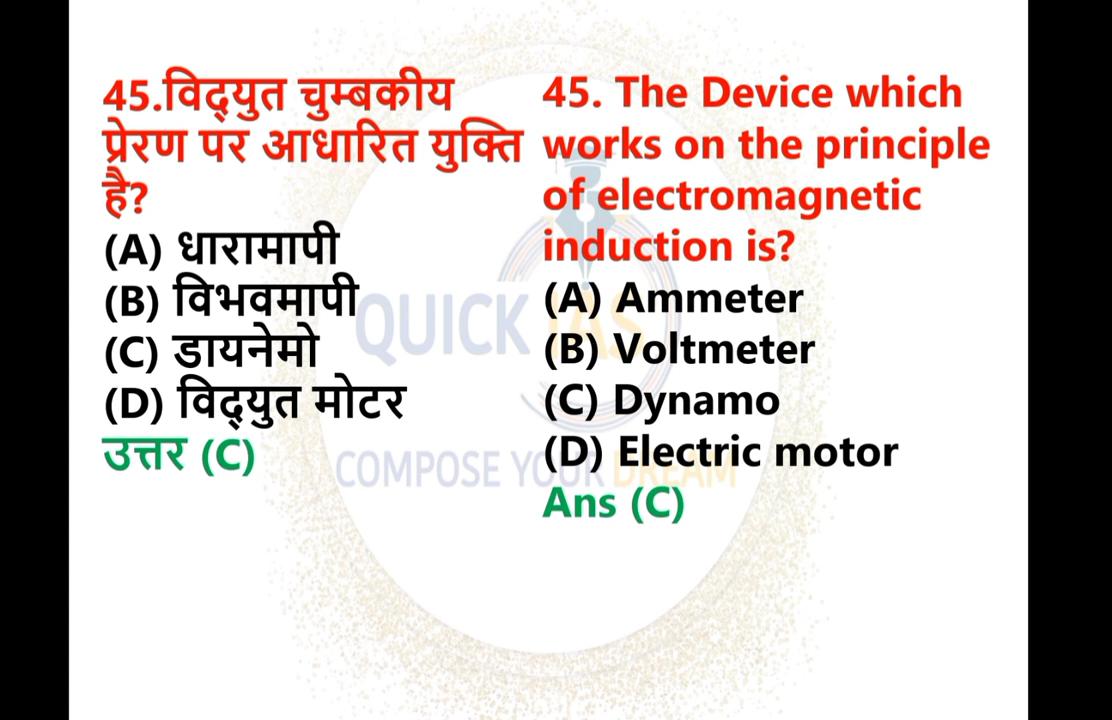 45.विद्युत चुम्बकीय
प्रेरण पर आधारित युक्ति
है?
(A) धारामापी
(B) विभवमापी
(C) डायनेमो
(D) विद्युत मोटर
उत्तर (C)
45. The Device which
works on the principle
of electromagnetic
induction is?
(A) Ammeter
(B) Voltmeter
(C) Dynamo
(D) Electric motor
Ans (C)
QUICK IAS
COMPOSE YOUR DREAM